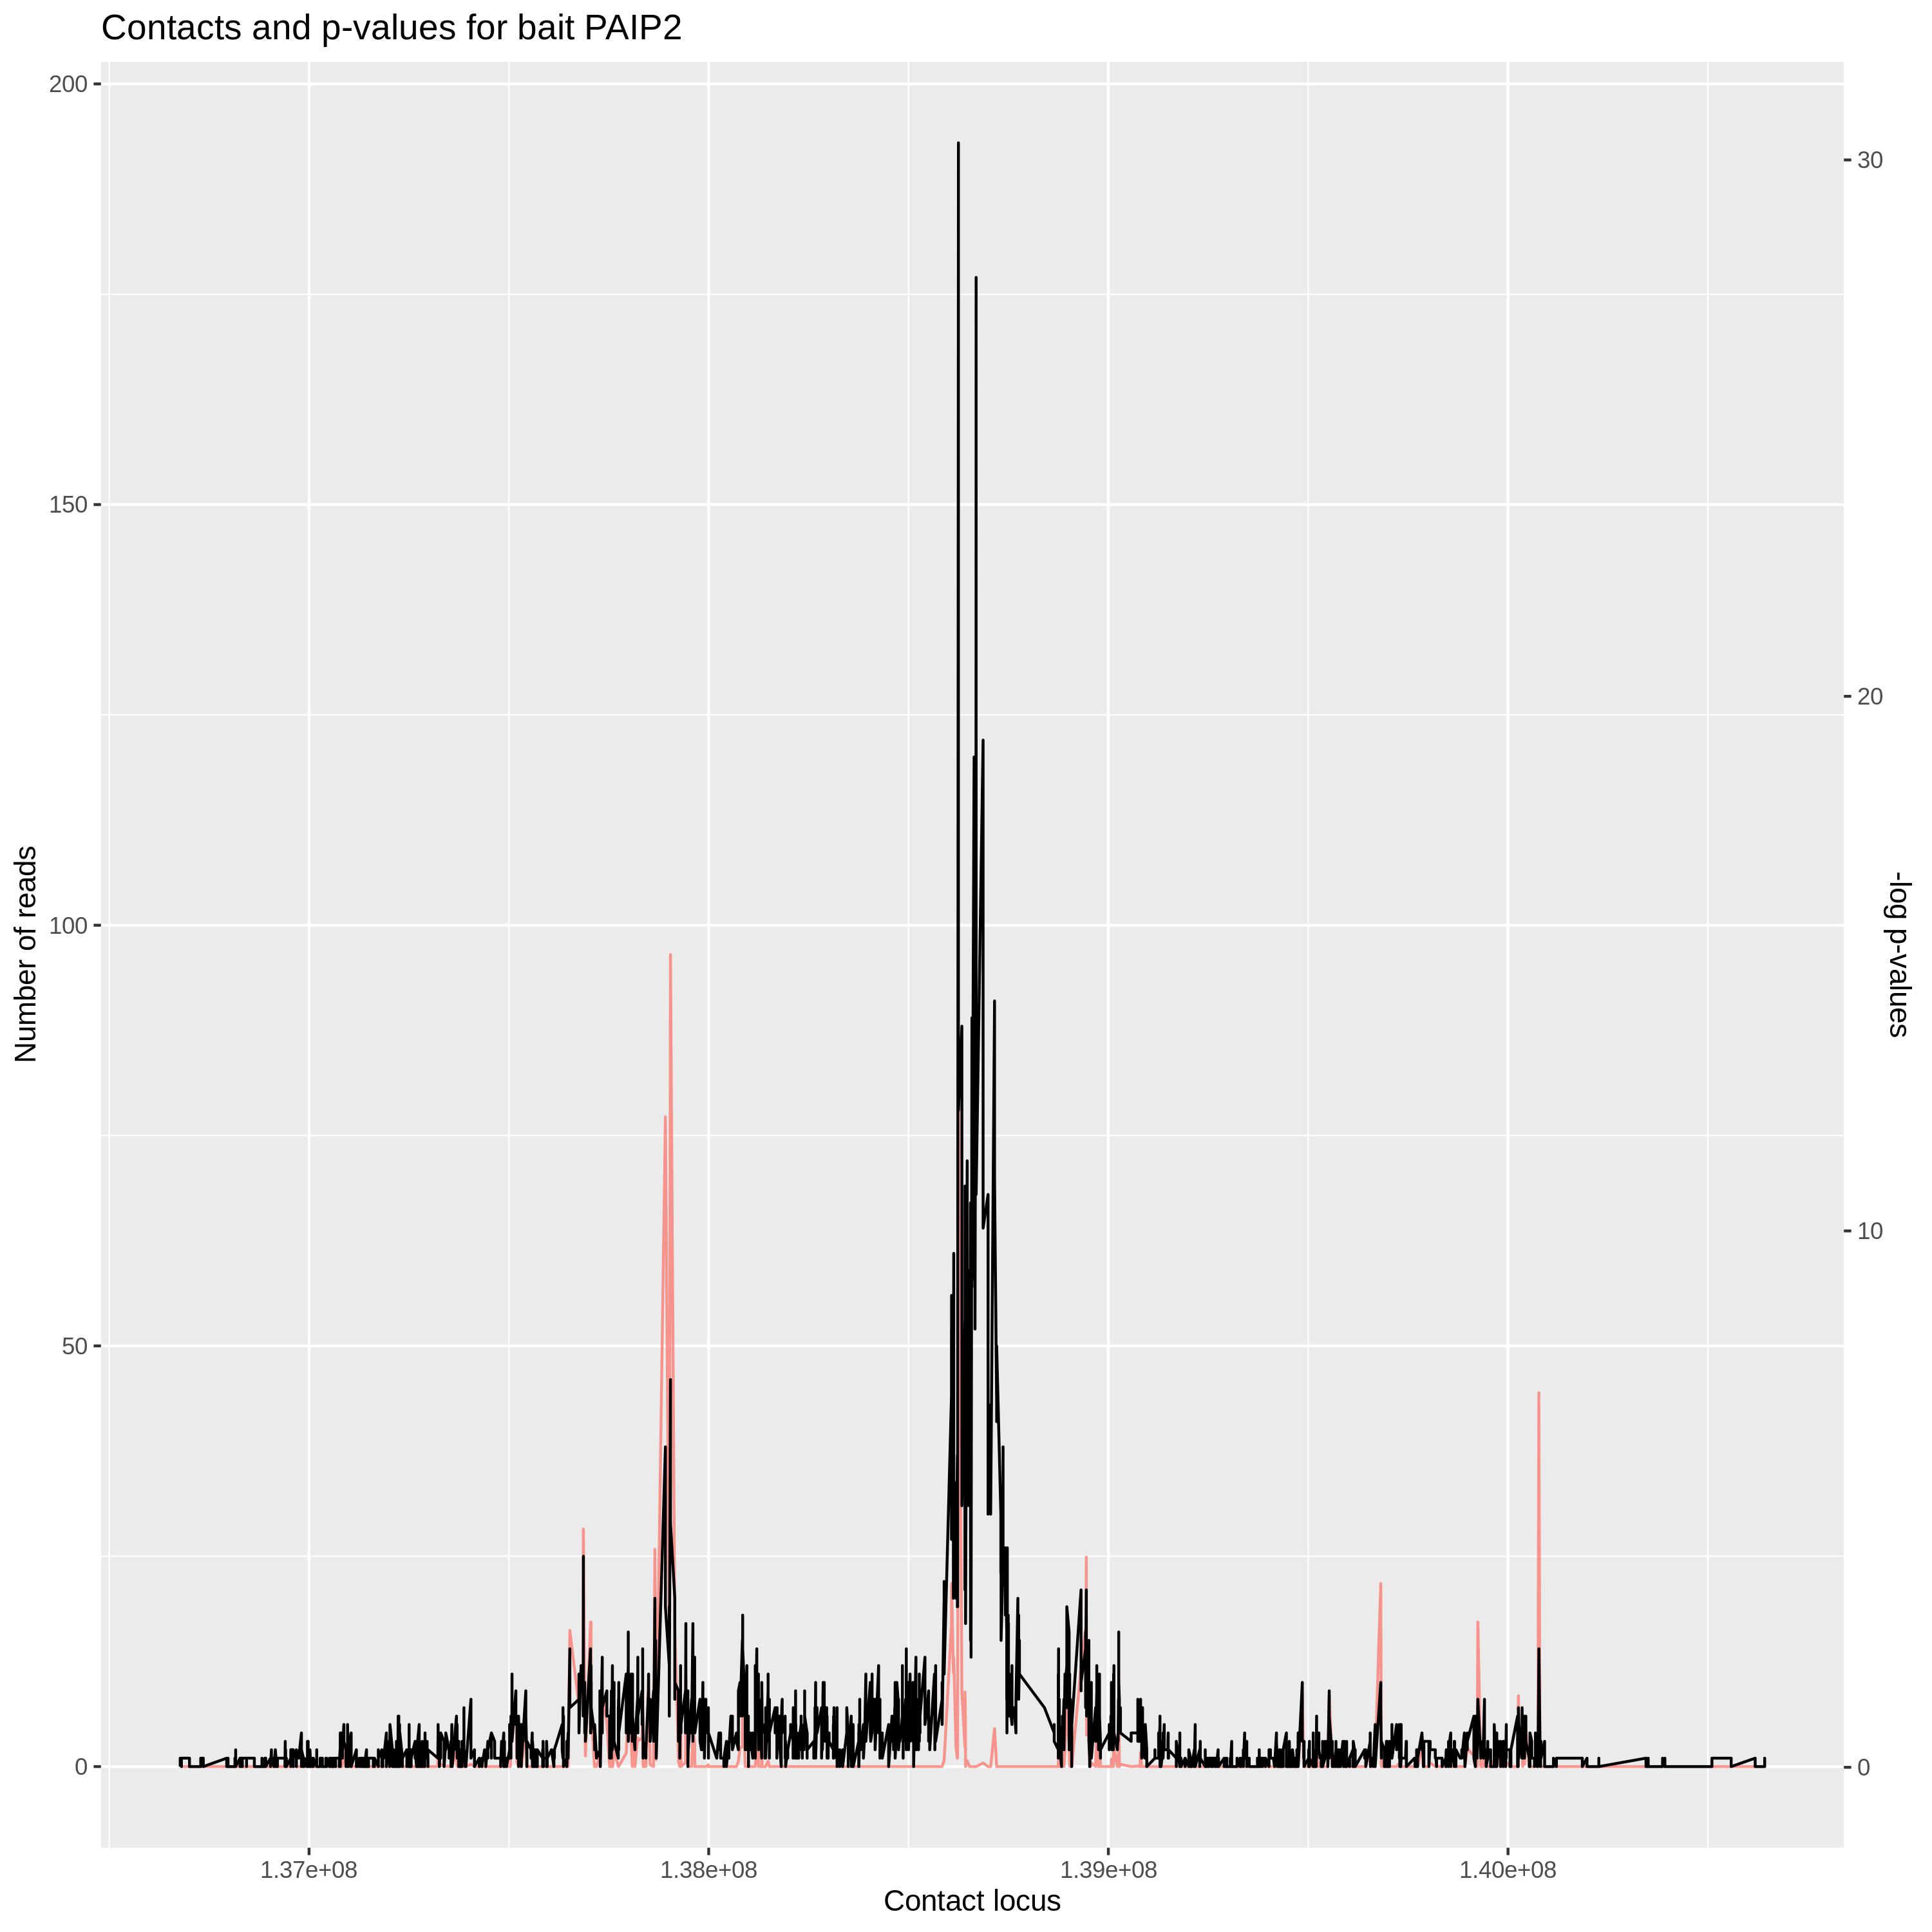 Contacts and p-values for bait PAIP2
200
150
100
50
0
Number of reads
30
20
10
0
-log p-values
1.37e+08
1.38e+08
1.39e+08
1.40e+08
Contact locus